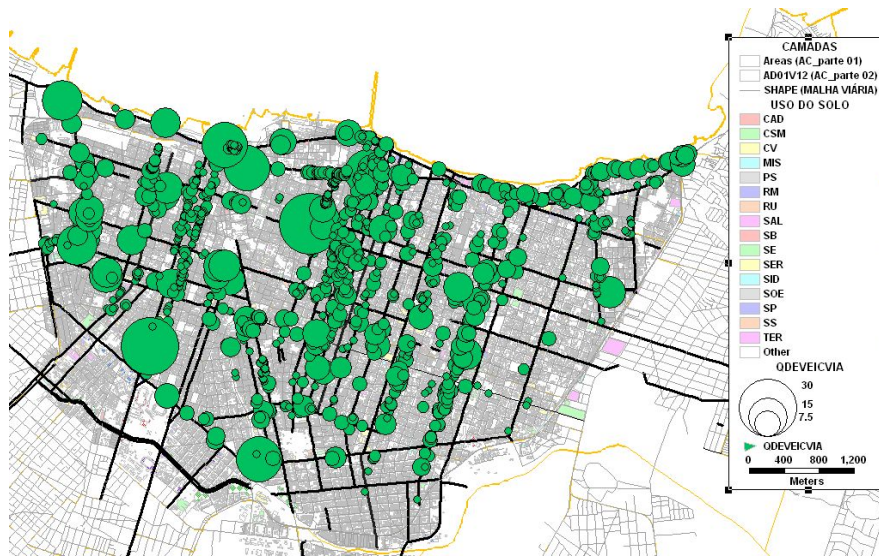 CAMADAS
Areas (AC_parte 01)
AD01V12 (AC_parte 02)
SHAPE (MALHA VIÁRIA)
USO DO SOLO
CAD
CSM
CV
MIS
PS
RM
RU
SAL
SB
SE
SER
SID
SOE
SP
SS
TER
Other
QDEVEICVIA
30
15
7.5
QDEVEICVIA
0 400 800 1,200
Meters